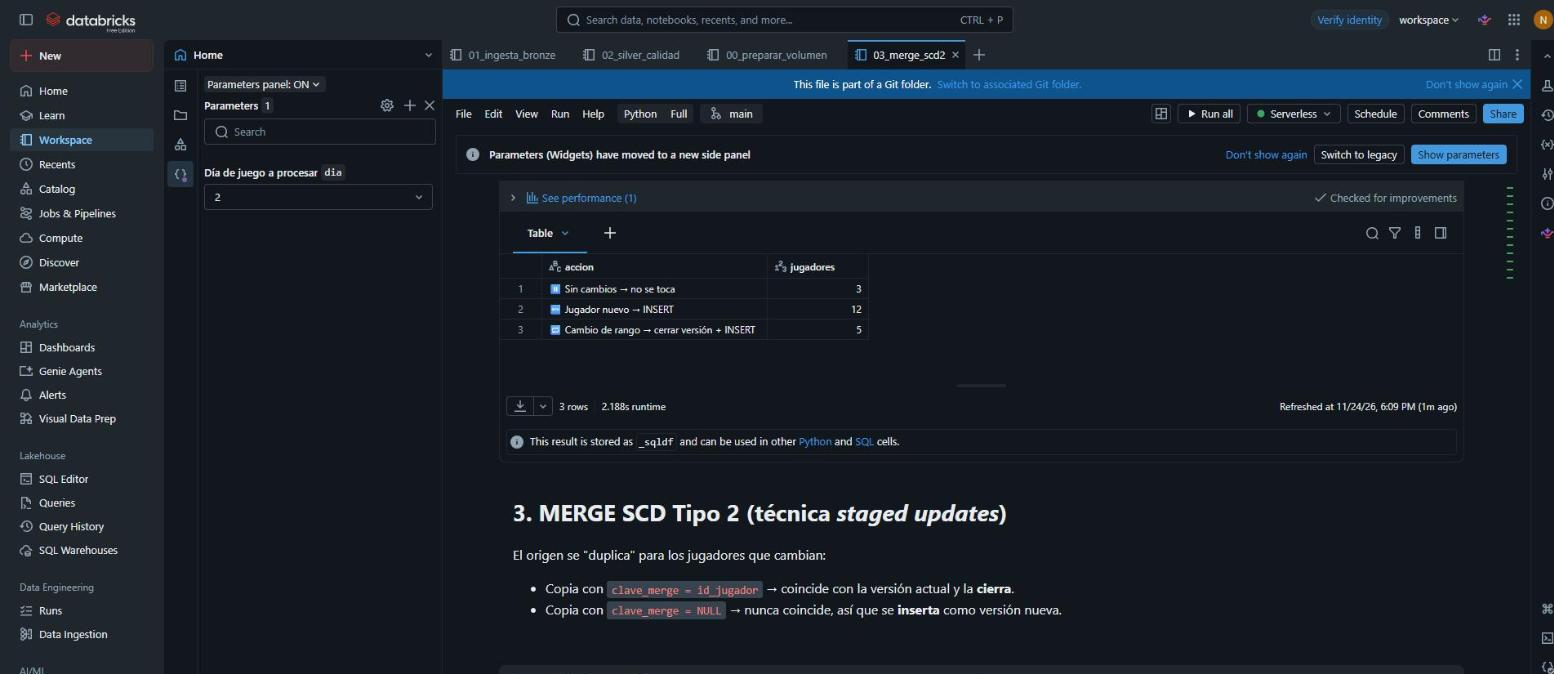 databricks
Free Edition
Search data, notebooks, recents, and more...
CTRL + P
Verify identity
workspace
N
New
Home
Learn
Workspace
Recents
Catalog
Jobs & Pipelines
Compute
Discover
Marketplace
Analytics
Dashboards
Genie Agents
Alerts
Visual Data Prep
Lakehouse
SQL Editor
Queries
Query History
SQL Warehouses
Data Engineering
Runs
Data Ingestion
AI/ML
Home
Parameters panel: ON
Parameters 1
Search
Día de juego a procesar dia
2
01_ingesta_bronze
02_silver_calidad
00_preparar_volumen
03_merge_scd2
This file is part of a Git folder. Switch to associated Git folder.
Don't show again
File Edit View Run Help Python Full main
Run all Serverless Schedule Comments Share
Parameters (Widgets) have moved to a new side panel
Don't show again Switch to legacy Show parameters
See performance (1)
Checked for improvements
Table
accion jugadores
1 Sin cambios → no se toca 3
2 Jugador nuevo → INSERT 12
3 Cambio de rango → cerrar versión + INSERT 5
3 rows 2.188s runtime
Refreshed at 11/24/26, 6:09 PM (1m ago)
This result is stored as _sqldf and can be used in other Python and SQL cells.
3. MERGE SCD Tipo 2 (técnica staged updates)
El origen se "duplica" para los jugadores que cambian:
• Copia con clave_merge = id_jugador → coincide con la versión actual y la cierra.
• Copia con clave_merge = NULL → nunca coincide, así que se inserta como versión nueva.